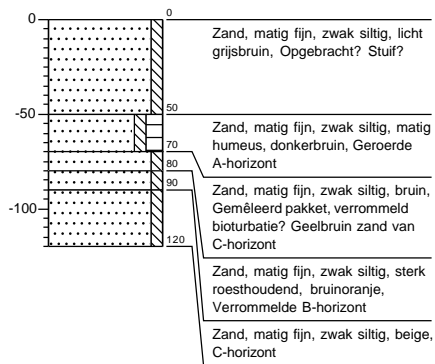 0
0
Zand, matig fijn, zwak siltig, licht
grijsbruin, Opgebracht? Stuif?
-50
50
Zand, matig fijn, zwak siltig, matig
humeus, donkerbruin, Geroerde
A-horizont
70
80
90
Zand, matig fijn, zwak siltig, bruin,
Gemêleerd pakket, verrommeld
bioturbatie? Geelbruin zand van
C-horizont
-100
120
Zand, matig fijn, zwak siltig, sterk
roesthoudend, bruinoranje,
Verrommelde B-horizont
Zand, matig fijn, zwak siltig, beige,
C-horizont